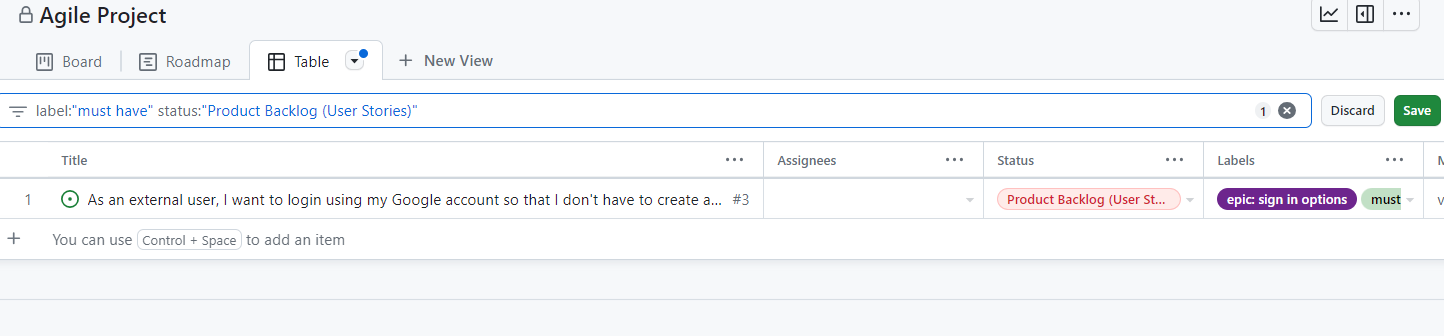 Agile Project
Board Roadmap Table New View
label:"must have" status:"Product Backlog (User Stories)" 1 Discard Save
Title Assignees Status Labels
1 As an external user, I want to login using my Google account so that I don't have to create a... #3 Product Backlog (User St... epic: sign in options must
You can use Control + Space to add an item